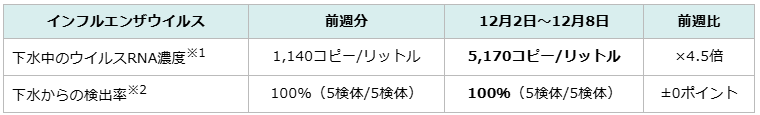 インフルエンザウイルス 前週分 12月2日～12月8日 前週比
下水中のウイルスRNA濃度※1 1,140コピー/リットル 5,170コピー/リットル ×4.5倍
下水からの検出率※2 100%（5検体/5検体） 100%（5検体/5検体） ±0ポイント